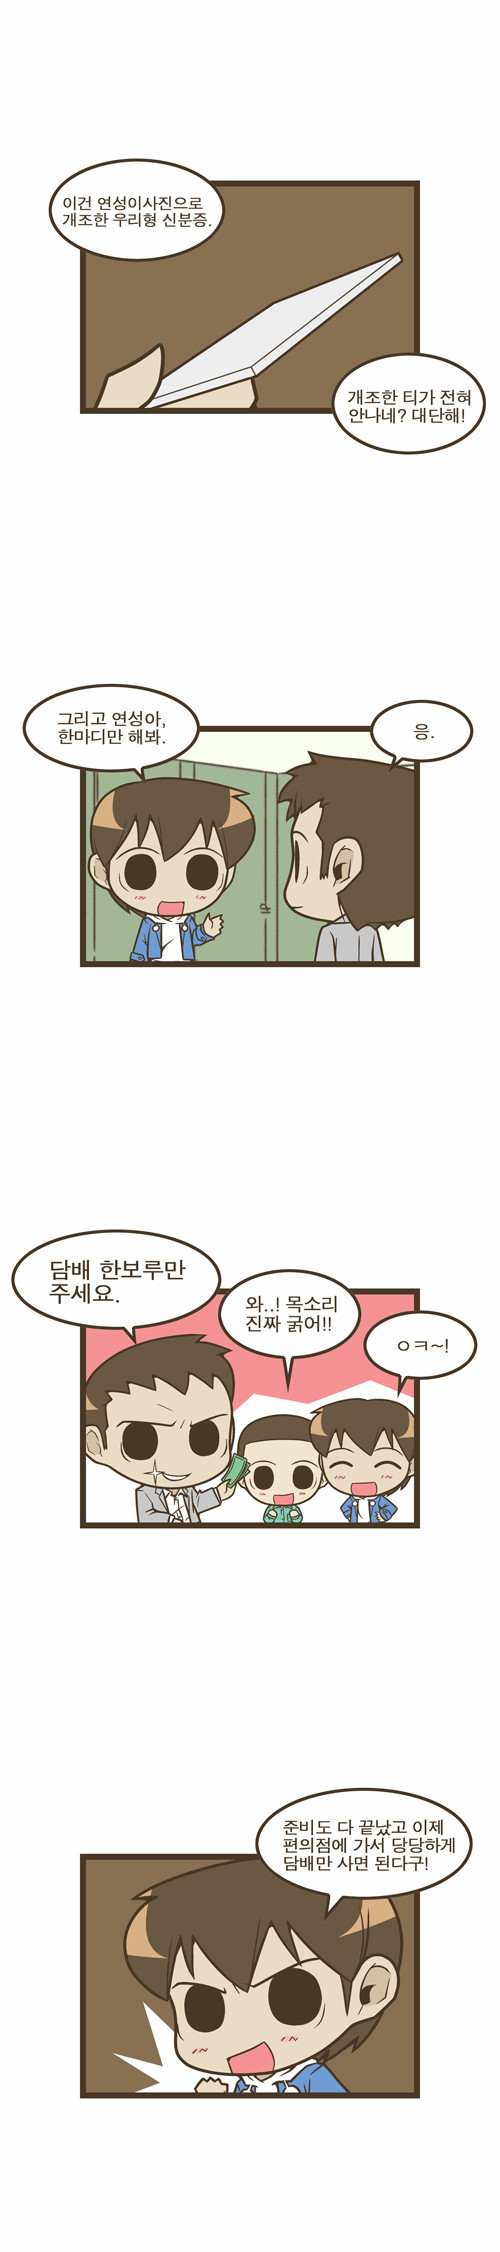 이건 연성이사진으로
개조한 우리형 신분증.
개조한 티가 전혀
안나네? 대단해!
그리고 연성아,
한마디만 해봐.
응.
담배 한보루만
주세요.
와..! 목소리
진짜 굵어!!
ㅇㅋ~!
준비도 다 끝났고 이제
편의점에 가서 당당하게
담배만 사면 된다구!